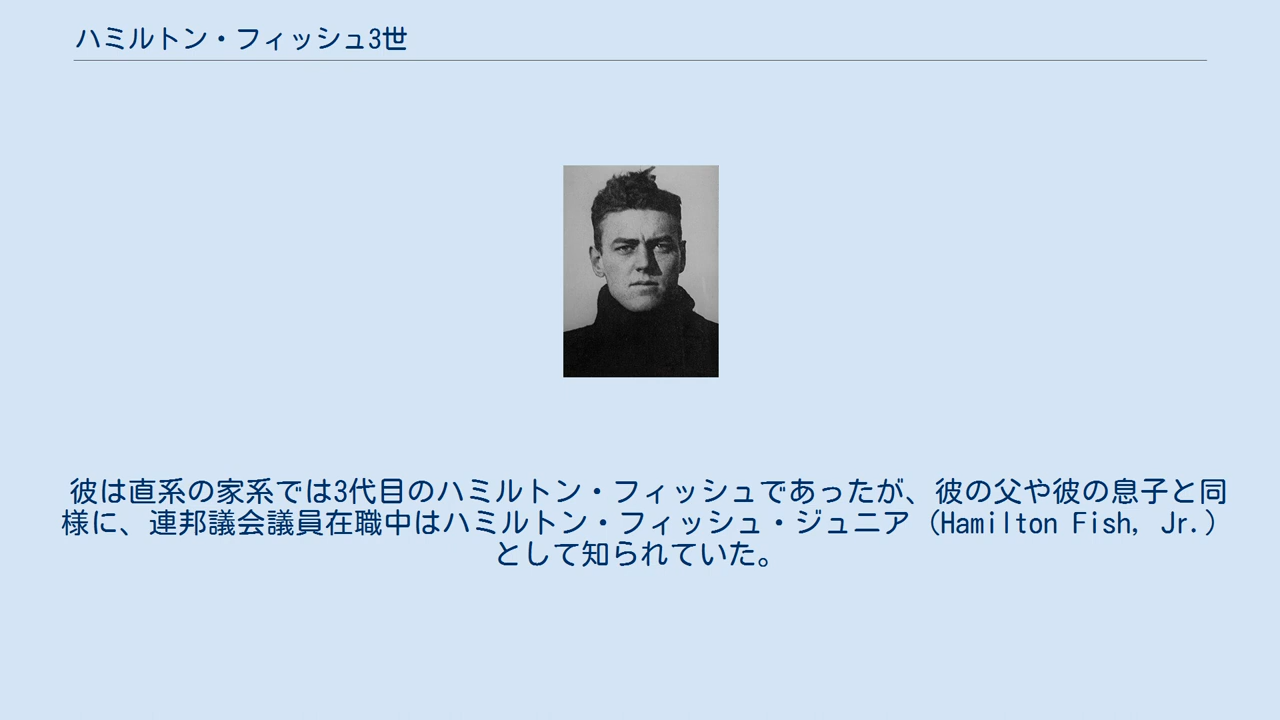 ハミルトン・フィッシュ3世
彼は直系の家系では3代目のハミルトン・フィッシュであったが、彼の父や彼の息子と同
様に、連邦議会議員在職中はハミルトン・フィッシュ・ジュニア（Hamilton Fish, Jr.）
として知られていた。